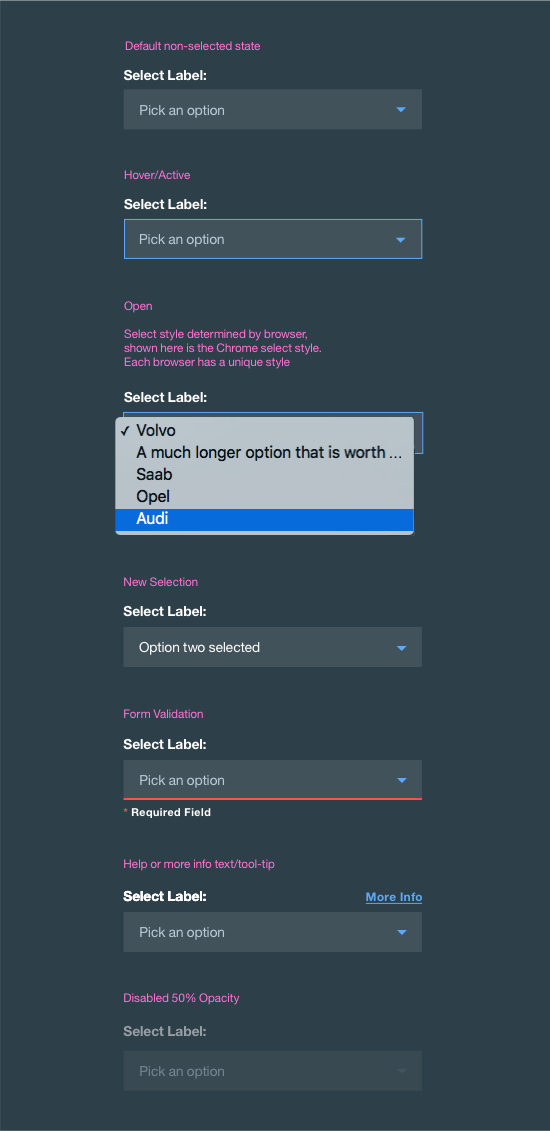 Default non-selected state
Select Label:
Pick an option
Hover/Active
Select Label:
Pick an option
Open
Select style determined by browser,
shown here is the Chrome select style.
Each browser has a unique style
Select Label:
✓ Volvo
A much longer option that is worth ...
Saab
Opel
Audi
New Selection
Select Label:
Option two selected
Form Validation
Select Label:
Pick an option
* Required Field
Help or more info text/tool-tip
Select Label: More Info
Pick an option
Disabled 50% Opacity
Select Label:
Pick an option